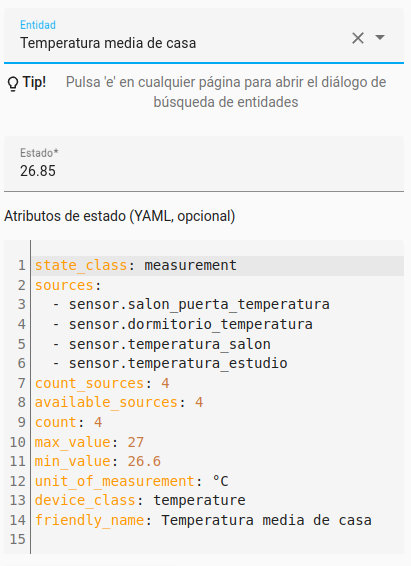 Entidad
Temperatura media de casa
Tip! Pulsa 'e' en cualquier página para abrir el diálogo de
búsqueda de entidades
Estado*
26.85
Atributos de estado (YAML, opcional)
1 state_class: measurement
2 sources:
3   - sensor.salon_puerta_temperatura
4   - sensor.dormitorio_temperatura
5   - sensor.temperatura_salon
6   - sensor.temperatura_estudio
7 count_sources: 4
8 available_sources: 4
9 count: 4
10 max_value: 27
11 min_value: 26.6
12 unit_of_measurement: °C
13 device_class: temperature
14 friendly_name: Temperatura media de casa
15